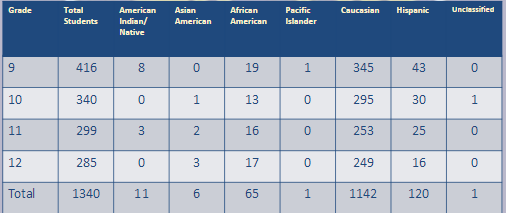 Grade Total Students American Indian/ Native Asian American African American Pacific Islander Caucasian Hispanic Unclassified
9 416 8 0 19 1 345 43 0
10 340 0 1 13 0 295 30 1
11 299 3 2 16 0 253 25 0
12 285 0 3 17 0 249 16 0
Total 1340 11 6 65 1 1142 120 1